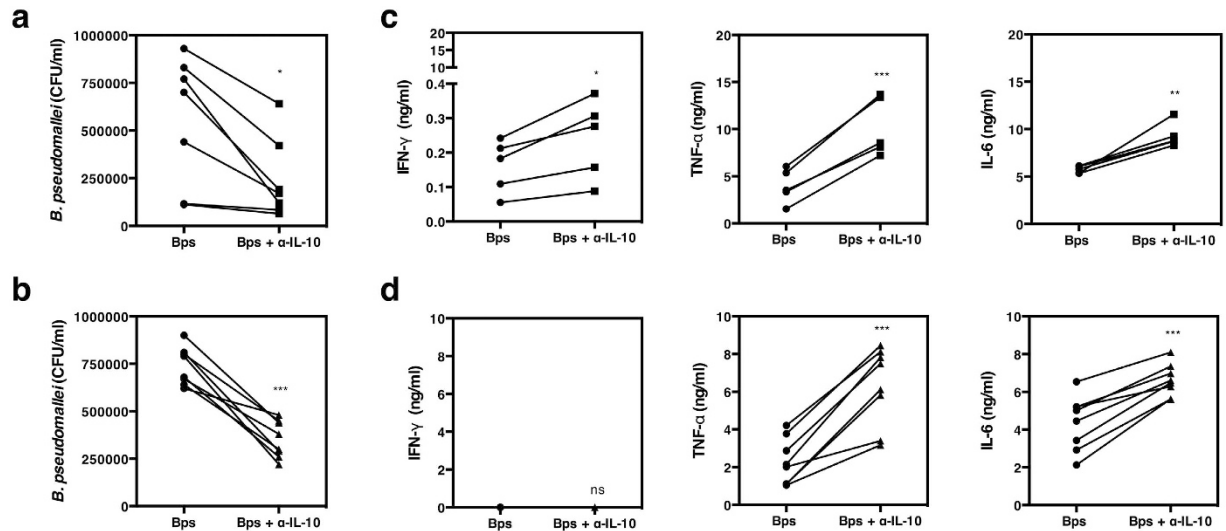 a
B. pseudomallei (CFU/ml)
1000000
750000
500000
250000
0
*
Bps
Bps + α-IL-10
c
IFN-γ (ng/ml)
20
15
10
0.4
0.3
0.2
0.1
0.0
*
Bps
Bps + α-IL-10
TNF-α (ng/ml)
20
15
10
5
0
***
Bps
Bps + α-IL-10
IL-6 (ng/ml)
20
15
10
5
0
**
Bps
Bps + α-IL-10
b
B. pseudomallei (CFU/ml)
1000000
750000
500000
250000
0
***
Bps
Bps + α-IL-10
d
IFN-γ (ng/ml)
10
8
6
4
2
0
ns
Bps
Bps + α-IL-10
TNF-α (ng/ml)
10
8
6
4
2
0
***
Bps
Bps + α-IL-10
IL-6 (ng/ml)
10
8
6
4
2
0
***
Bps
Bps + α-IL-10